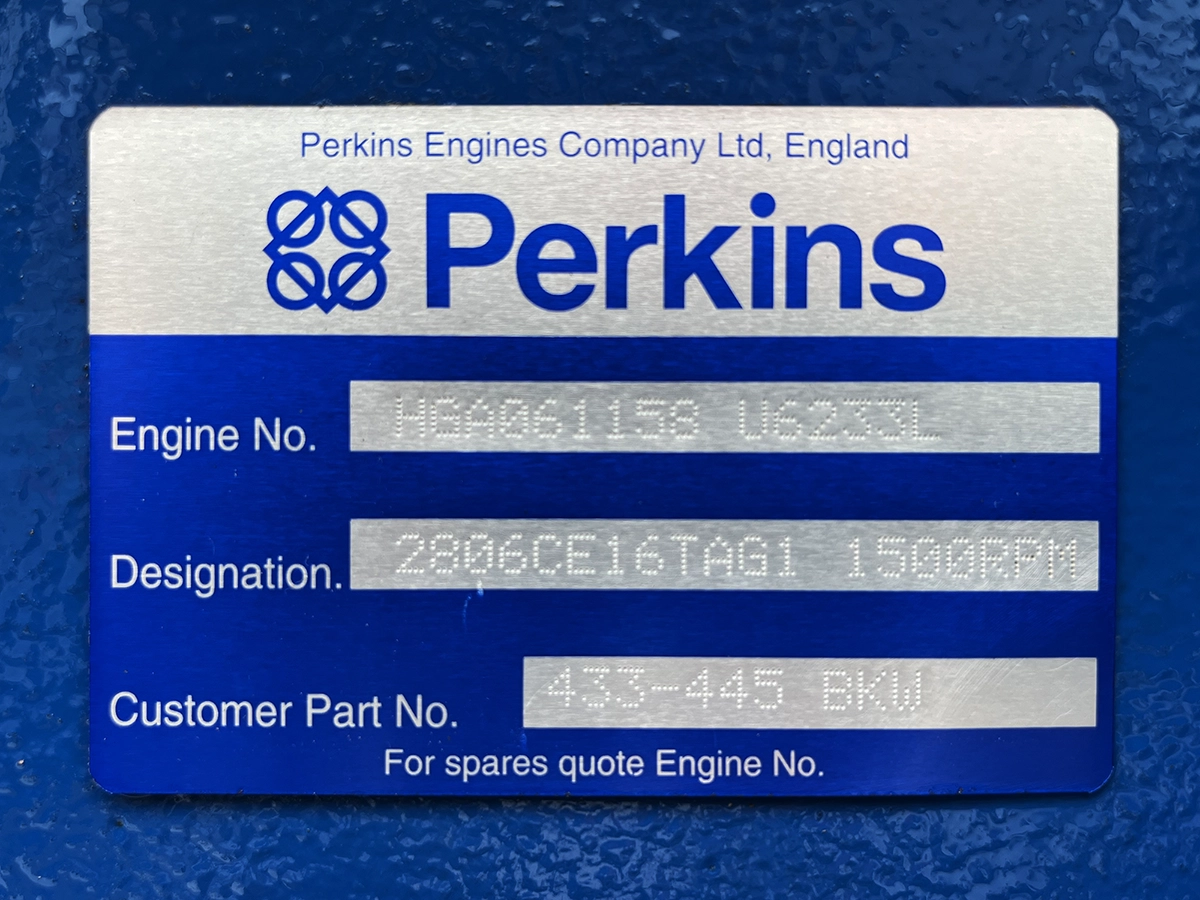 Perkins Engines Company Ltd, England
Perkins
Engine No. HGA061158 U6233L
Designation. 2806CE16TAG1 1500RPM
Customer Part No. 433-445 BKW
For spares quote Engine No.